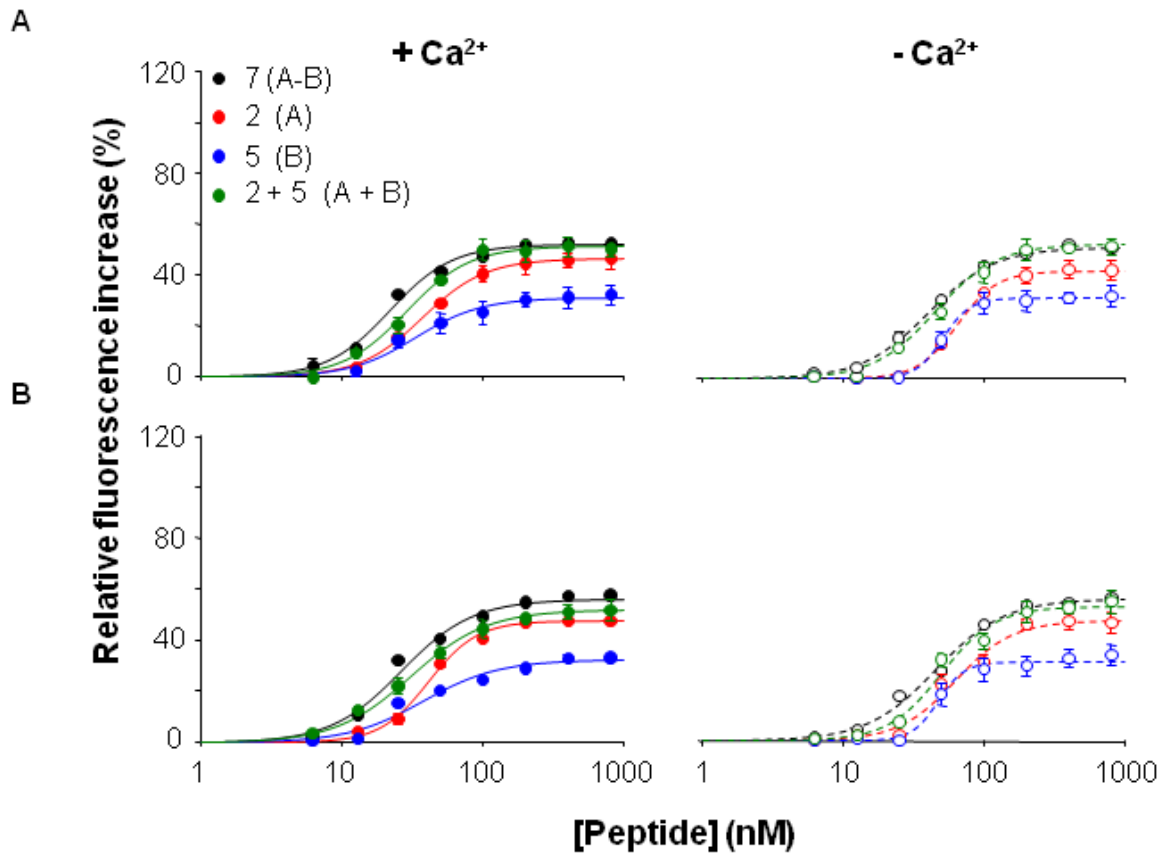 A
+ Ca²⁺
- Ca²⁺
120
80
40
0
7 (A-B)
2 (A)
5 (B)
2 + 5 (A + B)
B
120
80
40
0
1 10 100 1000
1 10 100 1000
Relative fluorescence increase (%)
[Peptide] (nM)